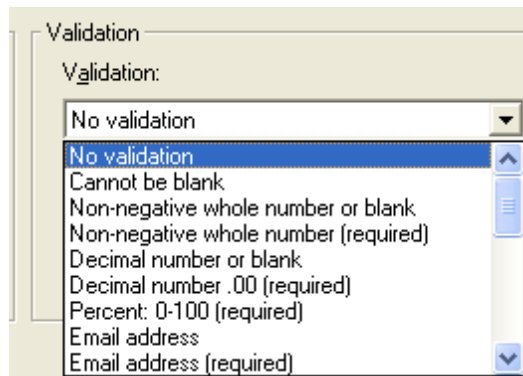 Validation
Validation:
No validation
No validation
Cannot be blank
Non-negative whole number or blank
Non-negative whole number (required)
Decimal number or blank
Decimal number .00 (required)
Percent: 0-100 (required)
Email address
Email address (required)